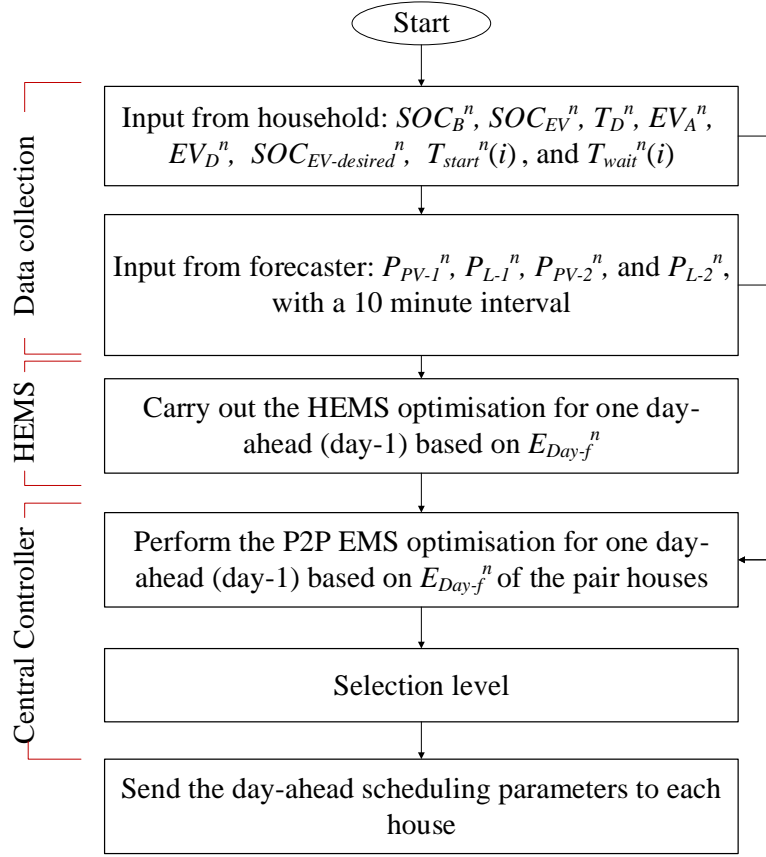 Start
Data collection
Input from household: SOC_B^n, SOC_EV^n, T_D^n, EV_A^n,
EV_D^n, SOC_EV-desired^n, T_start^n(i) , and T_wait^n(i)
Input from forecaster: P_PV-1^n, P_L-1^n, P_PV-2^n, and P_L-2^n,
with a 10 minute interval
HEMS
Carry out the HEMS optimisation for one day-
ahead (day-1) based on E_Day-f^n
Central Controller
Perform the P2P EMS optimisation for one day-
ahead (day-1) based on E_Day-f^n of the pair houses
Selection level
Send the day-ahead scheduling parameters to each
house